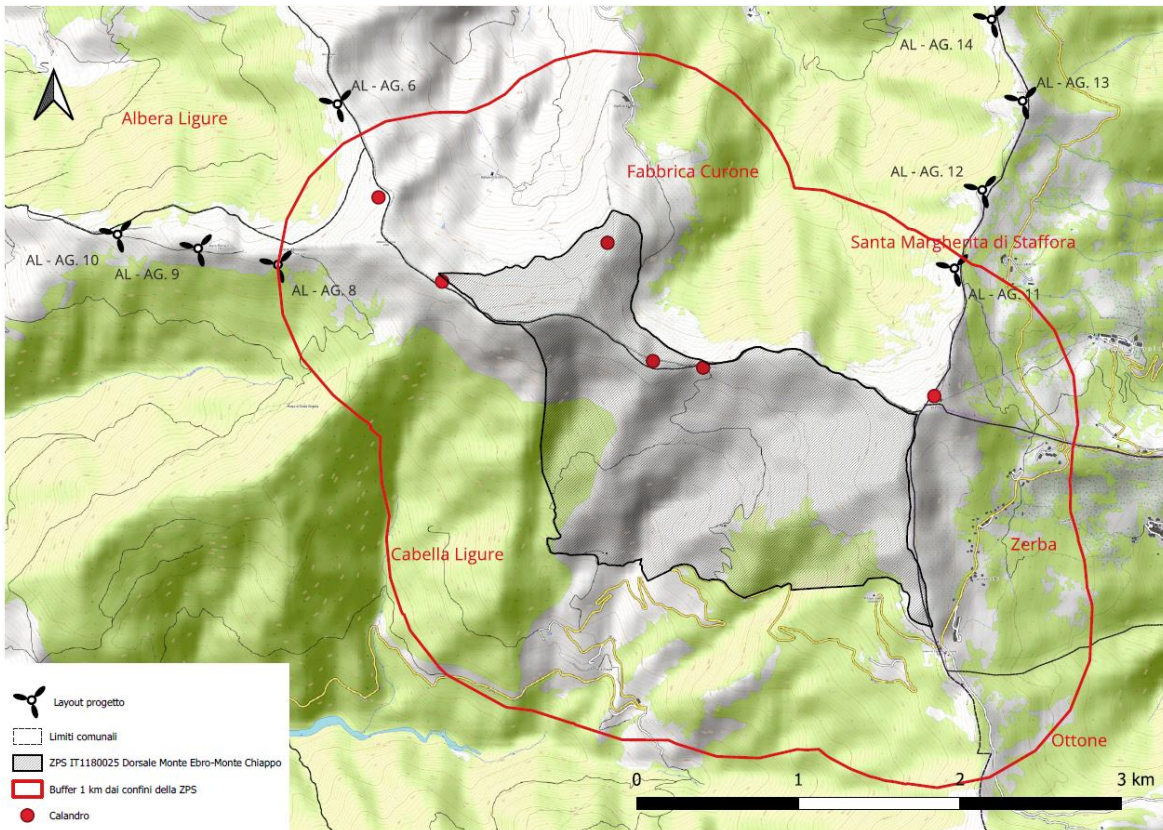 AL - AG. 14
AL - AG. 6
AL - AG. 13
Albera Ligure
Fabbrica Curone
AL - AG. 12
Santa Margherita di Staffora
AL - AG. 10
AL - AG. 9
AL - AG. 8
AL - AG. 11
Cabella Ligure
Zerba
Ottone
Layout progetto
Limiti comunali
ZPS IT1180025 Dorsale Monte Ebro-Monte Chiappo
Buffer 1 km dai confini della ZPS
Calandro
0 1 2 3 km